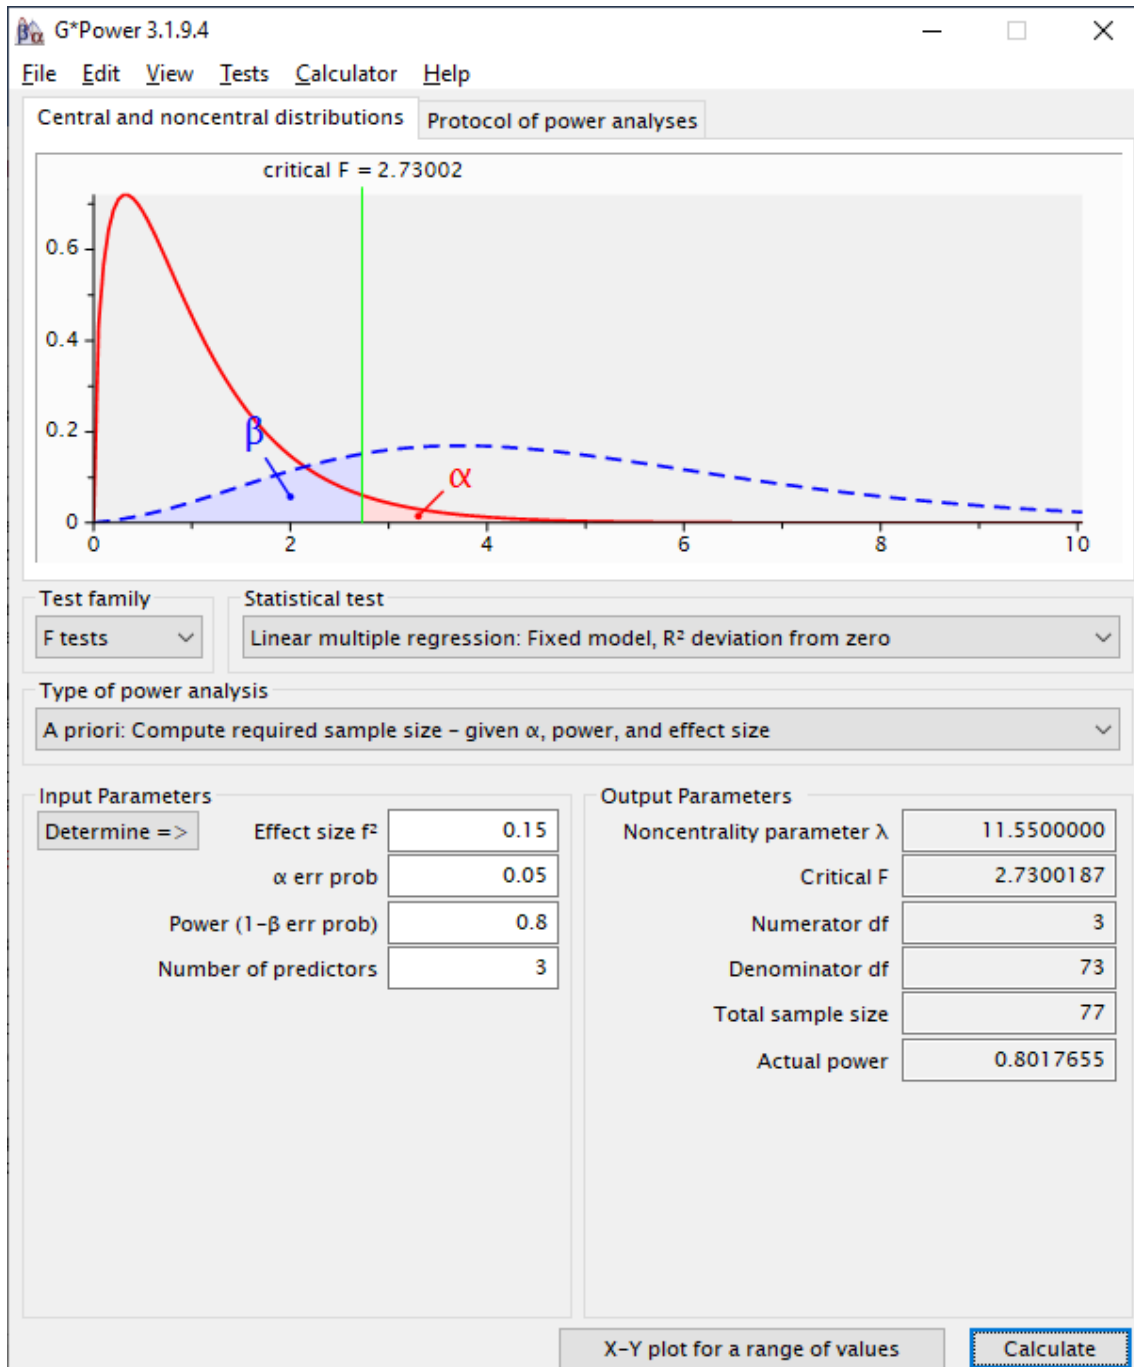 G*Power 3.1.9.4
File Edit View Tests Calculator Help
Central and noncentral distributions Protocol of power analyses
critical F = 2.73002
0.6
0.4
0.2
β
α
0
0 2 4 6 8 10
Test family Statistical test
F tests Linear multiple regression: Fixed model, R² deviation from zero
Type of power analysis
A priori: Compute required sample size – given α, power, and effect size
Input Parameters Output Parameters
Determine => Effect size f² 0.15 Noncentrality parameter λ 11.5500000
α err prob 0.05 Critical F 2.7300187
Power (1–β err prob) 0.8 Numerator df 3
Number of predictors 3 Denominator df 73
Total sample size 77
Actual power 0.8017655
X–Y plot for a range of values Calculate